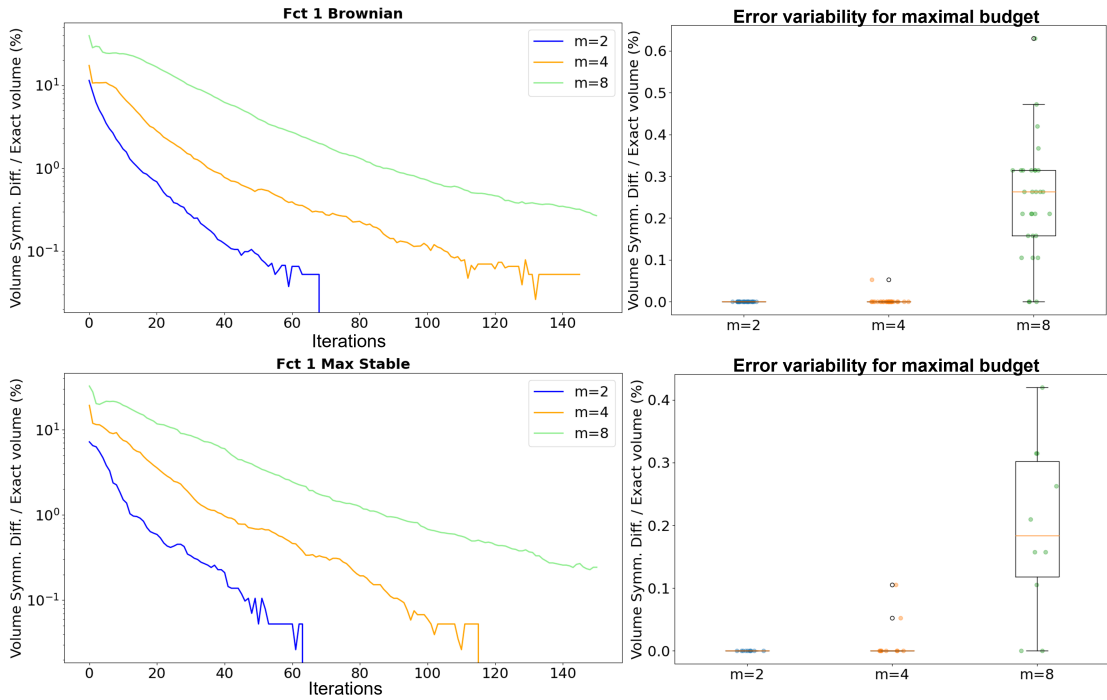 Fct 1 Brownian
Volume Symm. Diff. / Exact volume (%)
10¹
10⁰
10⁻¹
m=2
m=4
m=8
0 20 40 60 80 100 120 140
Iterations
Error variability for maximal budget
Volume Symm. Diff. / Exact volume (%)
0.6
0.5
0.4
0.3
0.2
0.1
0.0
m=2 m=4 m=8
Fct 1 Max Stable
Volume Symm. Diff. / Exact volume (%)
10¹
10⁰
10⁻¹
m=2
m=4
m=8
0 20 40 60 80 100 120 140
Iterations
Error variability for maximal budget
Volume Symm. Diff. / Exact volume (%)
0.4
0.3
0.2
0.1
0.0
m=2 m=4 m=8